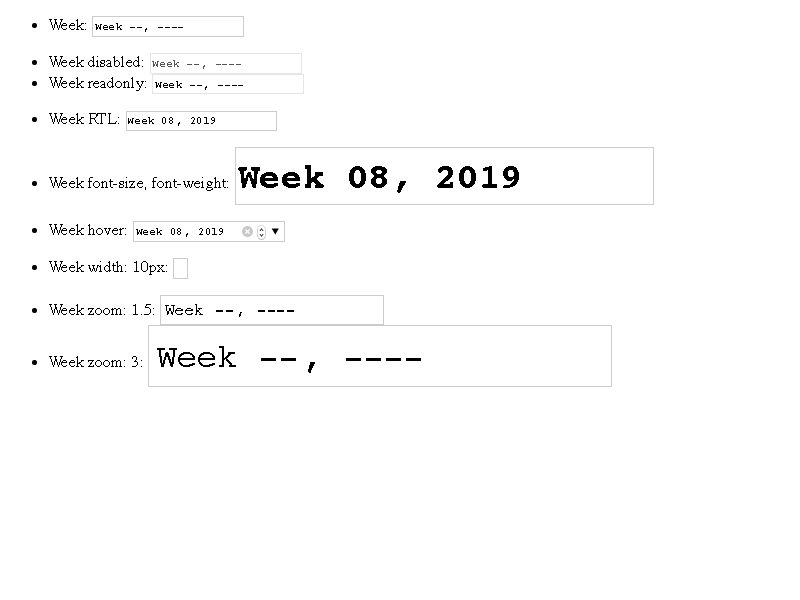 Week: Week --, ----
Week disabled: Week --, ----
Week readonly: Week --, ----
Week RTL: Week 08, 2019
Week font-size, font-weight: Week 08, 2019
Week hover: Week 08, 2019
Week width: 10px:
Week zoom: 1.5: Week --, ----
Week zoom: 3: Week --, ----